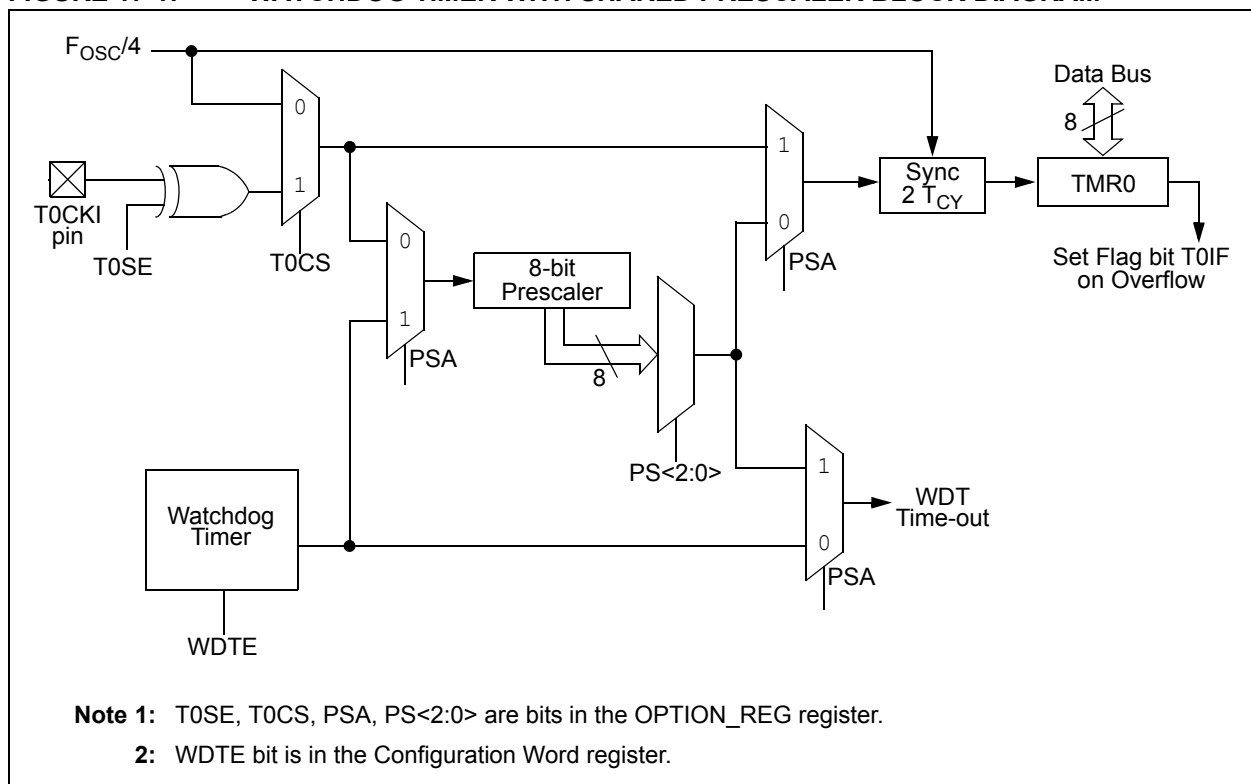 FOSC/4
Data Bus
8
0
1
T0CKI
pin
T0SE
T0CS
1
0
PSA
Sync
2 TCY
TMR0
Set Flag bit T0IF
on Overflow
0
1
PSA
8-bit
Prescaler
8
PS<2:0>
Watchdog
Timer
WDTE
1
0
PSA
WDT
Time-out
Note 1: T0SE, T0CS, PSA, PS<2:0> are bits in the OPTION_REG register.
2: WDTE bit is in the Configuration Word register.